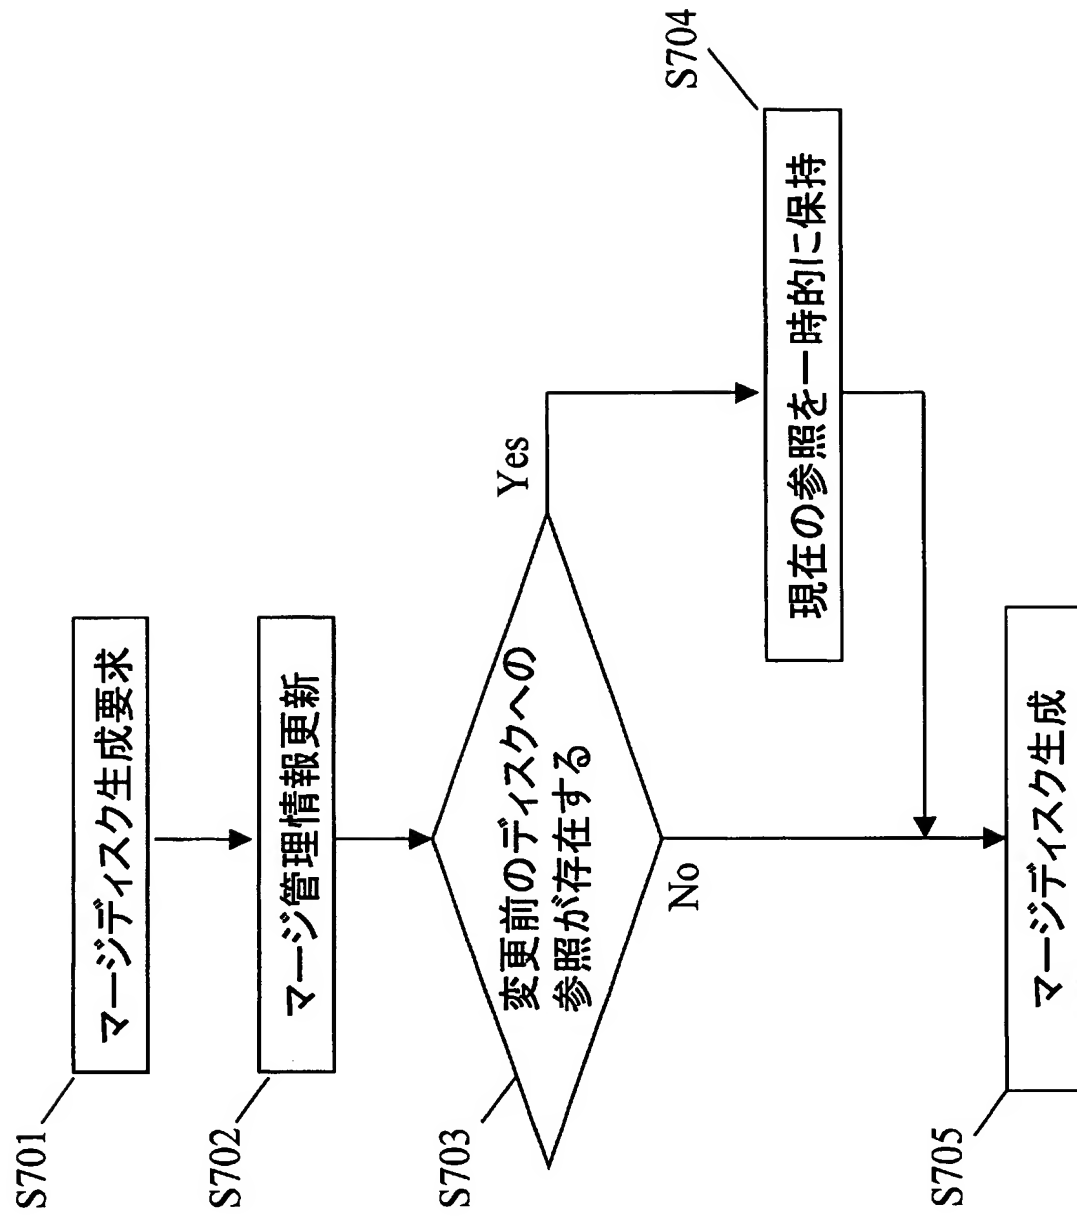 S701
マージディスク生成要求
S702
マージ管理情報更新
S703
変更前のディスクへの
参照が存在する
Yes
S704
現在の参照を一時的に保持
No
S705
マージディスク生成